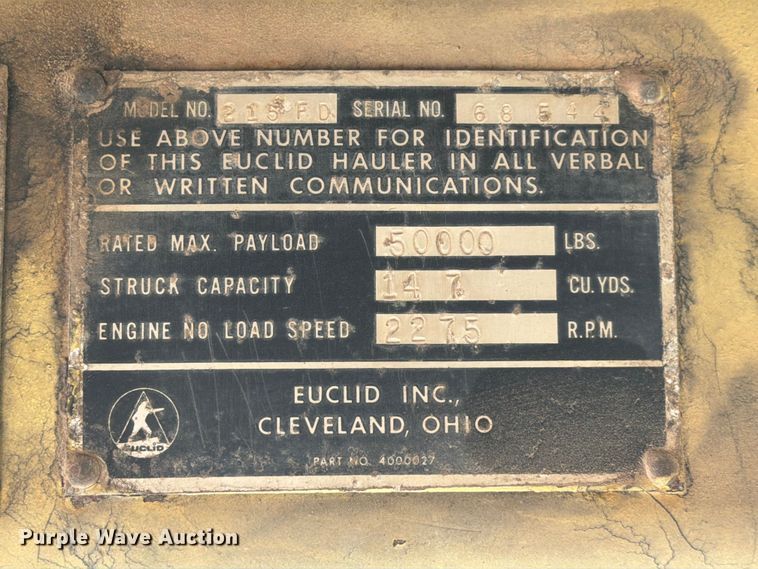 MODEL NO. 215FD SERIAL NO. 68544
USE ABOVE NUMBER FOR IDENTIFICATION
OF THIS EUCLID HAULER IN ALL VERBAL
OR WRITTEN COMMUNICATIONS.
RATED MAX. PAYLOAD 50000 LBS.
STRUCK CAPACITY 14 7 CU. YDS.
ENGINE NO LOAD SPEED 2275 R.P.M.
EUCLID
EUCLID INC.,
CLEVELAND, OHIO
PART NO. 4000027
Purple Wave Auction